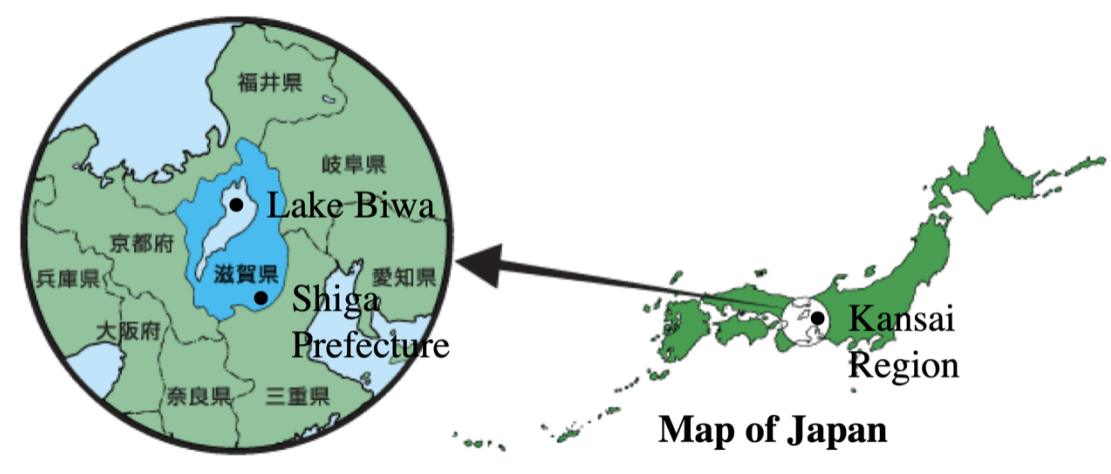 福井県
岐阜県
Lake Biwa
京都府
兵庫県
滋賀県
愛知県
Shiga
Prefecture
大阪府
奈良県
三重県
Kansai
Region
Map of Japan